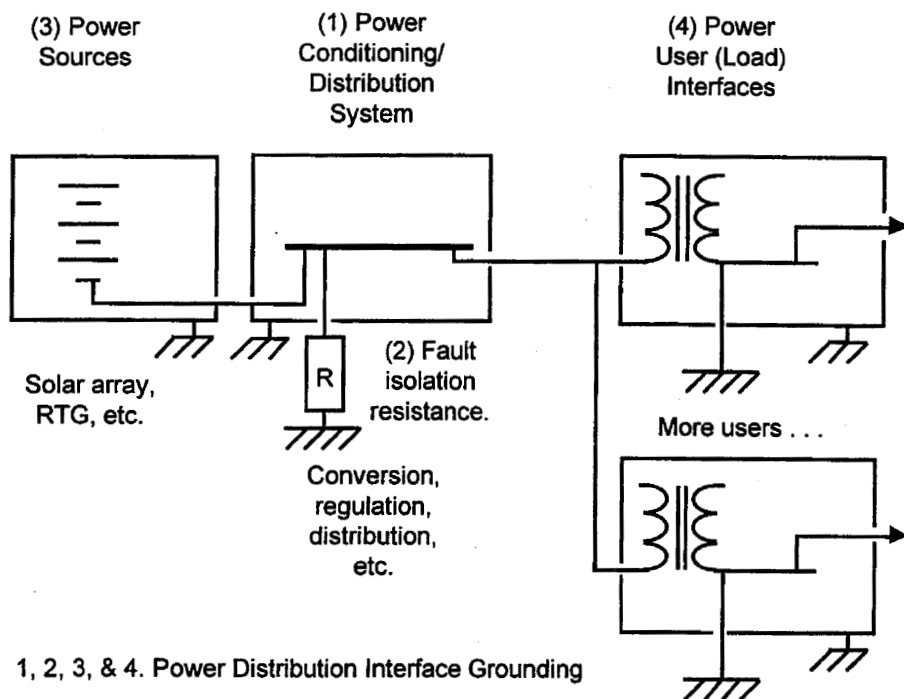 (3) Power
Sources
(1) Power
Conditioning/
Distribution
System
(4) Power
User (Load)
Interfaces
Solar array,
RTG, etc.
R
(2) Fault
isolation
resistance.
Conversion,
regulation,
distribution,
etc.
More users . . .
1, 2, 3, & 4. Power Distribution Interface Grounding